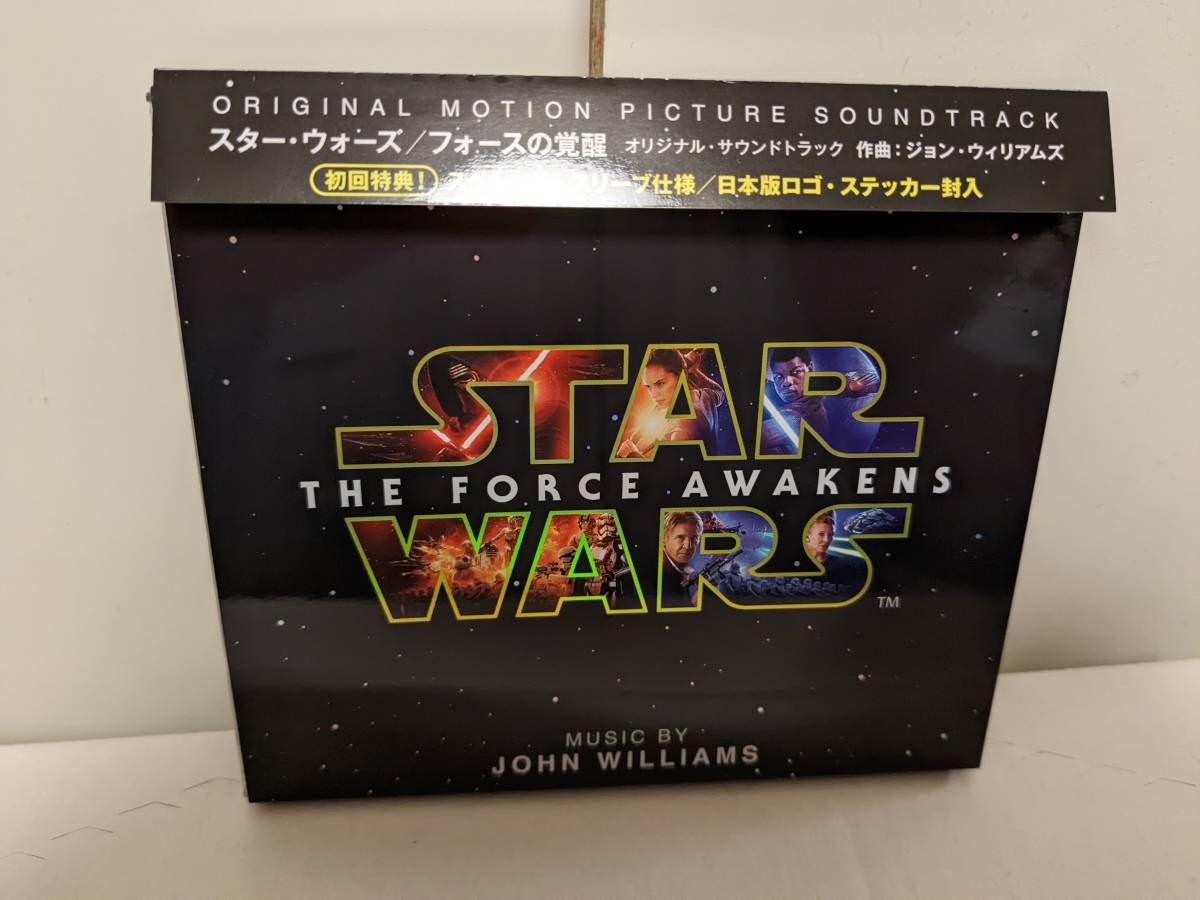 ORIGINAL MOTION PICTURE SOUNDTRACK
スター・ウォーズ/フォースの覚醒 オリジナル・サウンドトラック 作曲:ジョン・ウィリアムズ
初回特典! スリーブ仕様/日本版ロゴ・ステッカー封入
STAR
THE FORCE AWAKENS
WARS TM
MUSIC BY
JOHN WILLIAMS